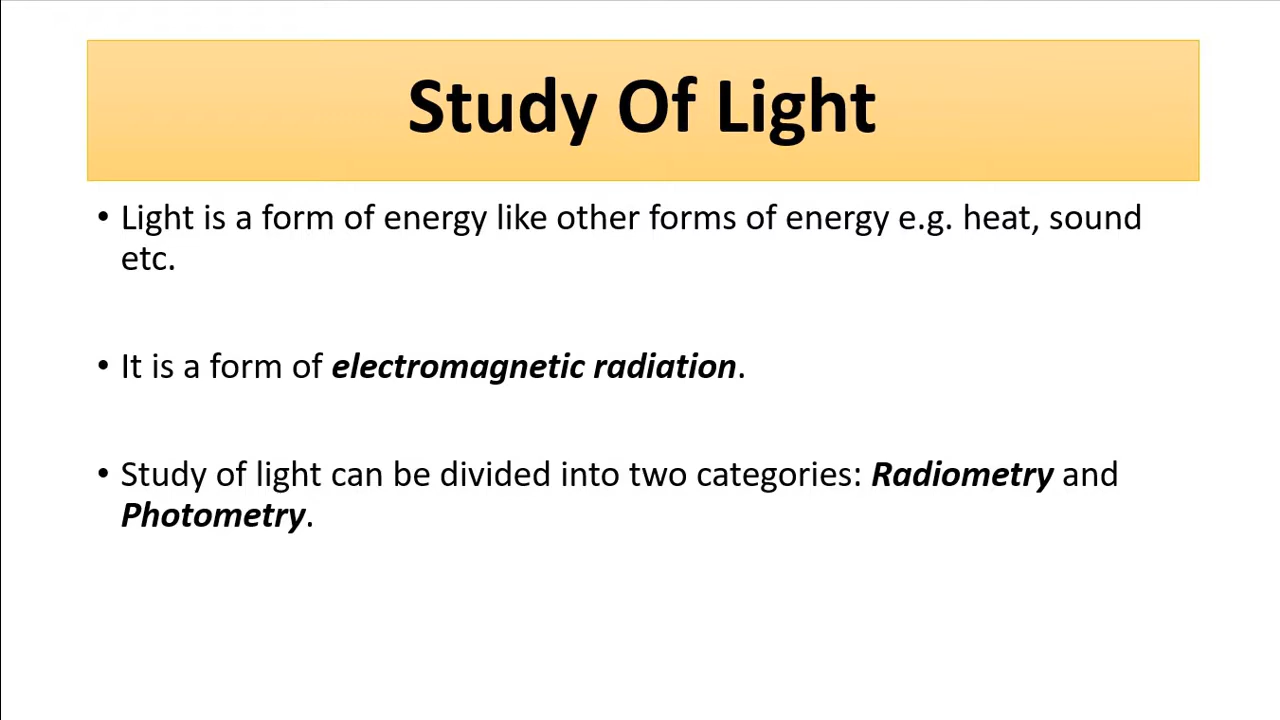 Study Of Light
• Light is a form of energy like other forms of energy e.g. heat, sound
etc.
• It is a form of electromagnetic radiation.
• Study of light can be divided into two categories: Radiometry and
Photometry.